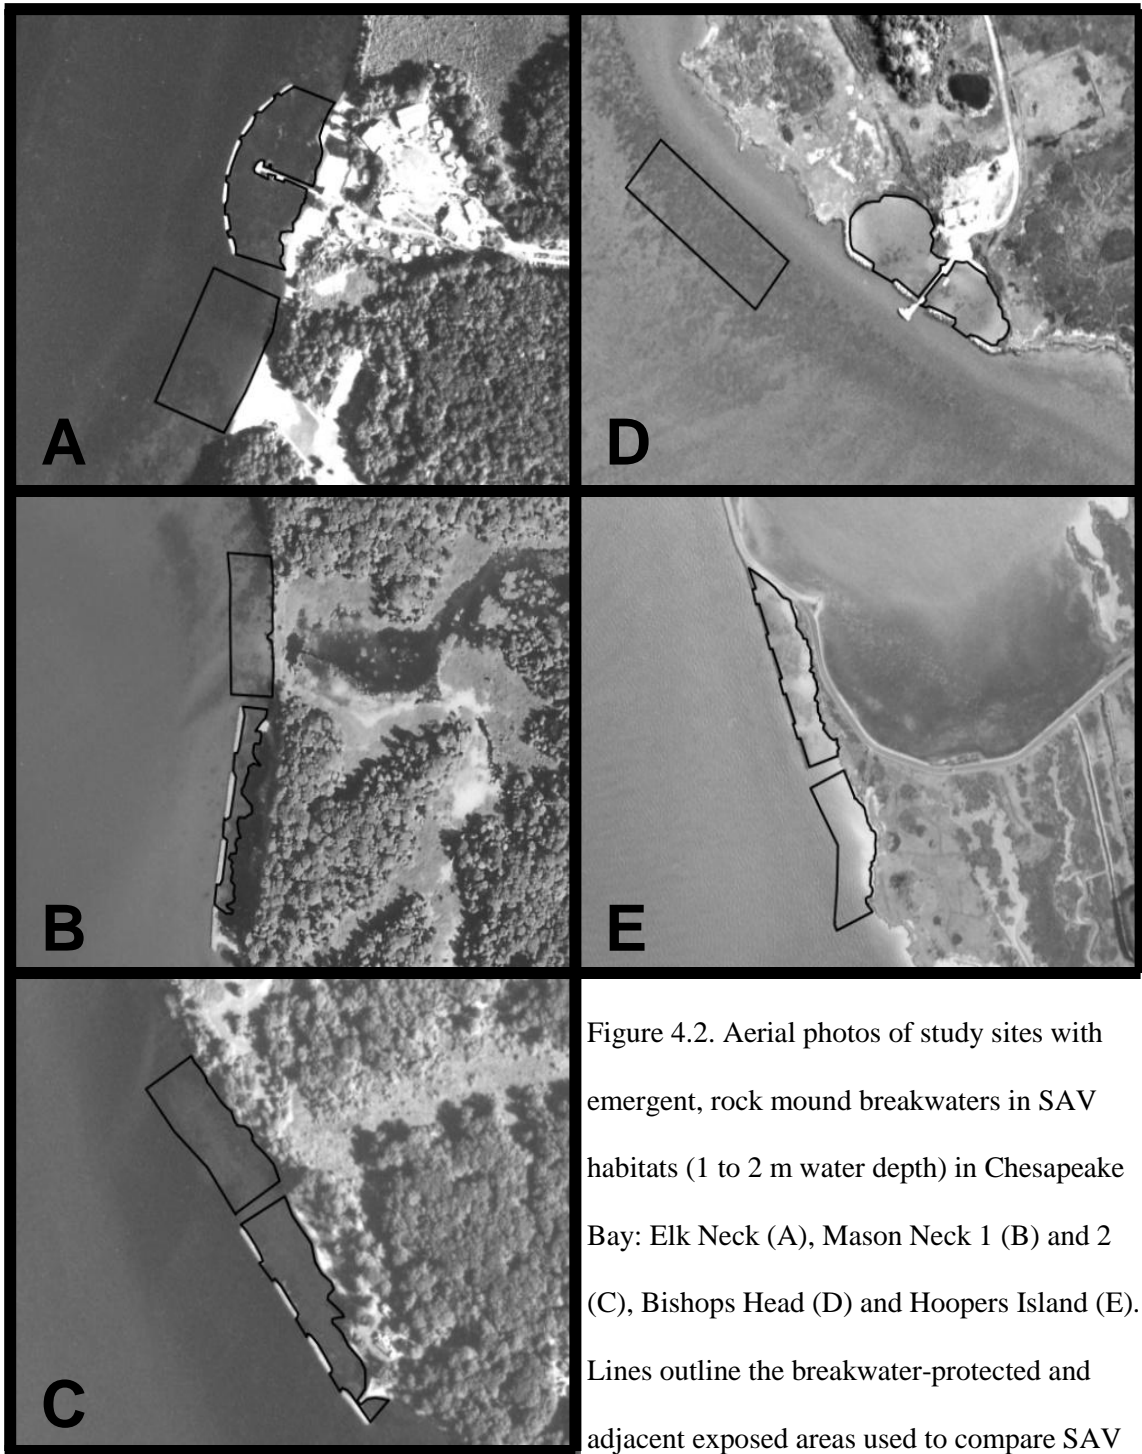 A
D
B
E
C
Figure 4.2. Aerial photos of study sites with
emergent, rock mound breakwaters in SAV
habitats (1 to 2 m water depth) in Chesapeake
Bay: Elk Neck (A), Mason Neck 1 (B) and 2
(C), Bishops Head (D) and Hoopers Island (E).
Lines outline the breakwater-protected and
adjacent exposed areas used to compare SAV